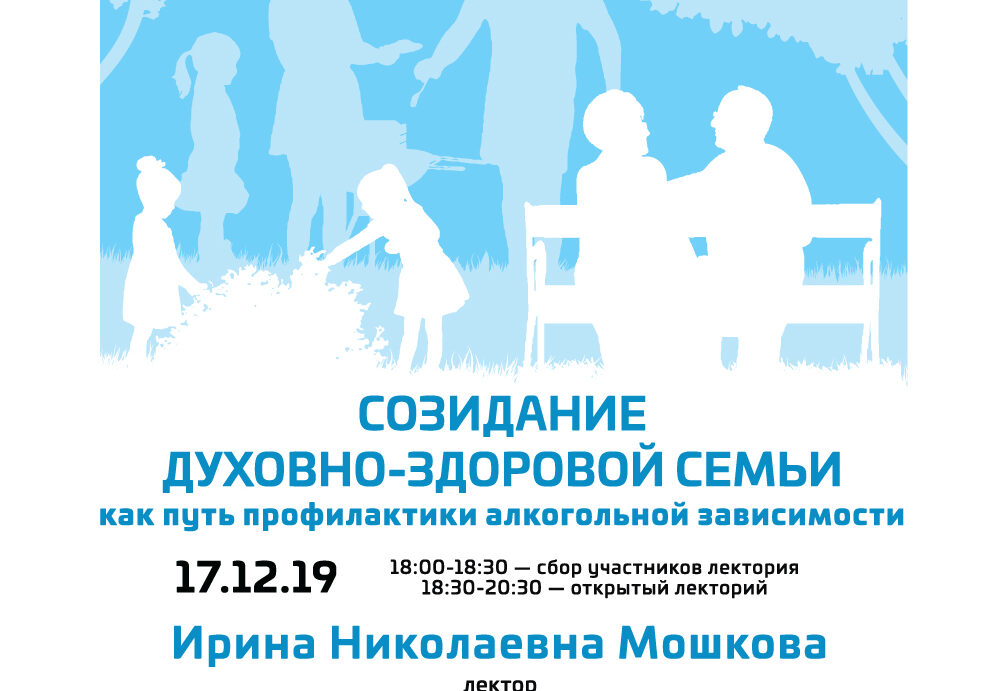 СОЗИДАНИЕ
ДУХОВНО-ЗДОРОВОЙ СЕМЬИ
как путь профилактики алкогольной зависимости
17.12.19
18:00-18:30 — сбор участников лектория
18:30-20:30 — открытый лекторий
Ирина Николаевна Мошкова
лектор